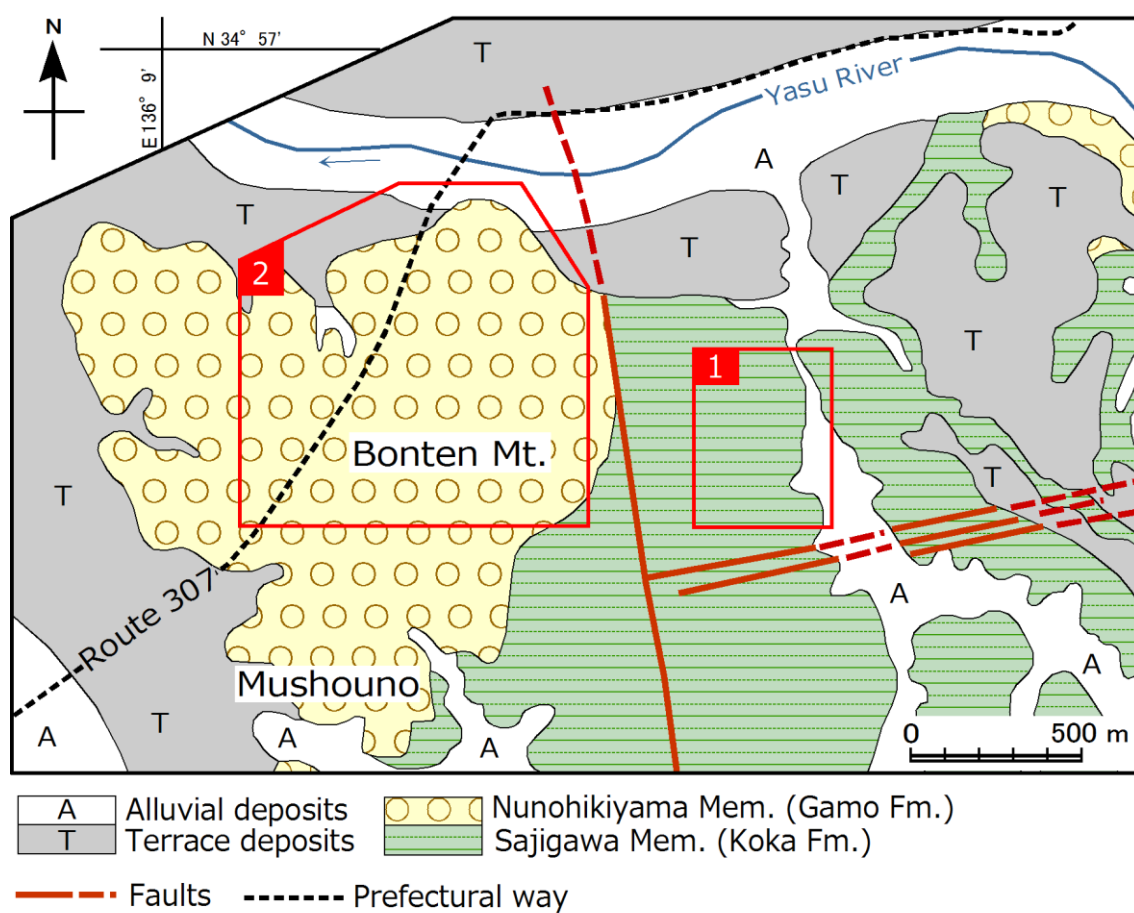 N
N 34° 57'
E 136° 9'
T
Yasu River
A
T
T
T
T
2
T
1
Bonten Mt.
T
T
Route 307
A
Mushouno
A
T
A
A
A
0 500 m
A Alluvial deposits
T Terrace deposits
Nunohikiyama Mem. (Gamo Fm.)
Sajigawa Mem. (Koka Fm.)
Faults
Prefectural way